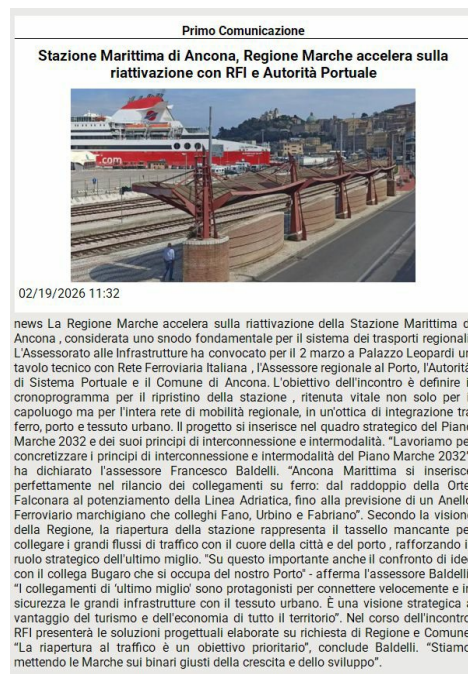 Primo Comunicazione
Stazione Marittima di Ancona, Regione Marche accelera sulla
riattivazione con RFI e Autorità Portuale
.com
02/19/2026 11:32
news La Regione Marche accelera sulla riattivazione della Stazione Marittima
Ancona , considerata uno snodo fondamentale per il sistema dei trasporti regionali
L'Assessorato alle Infrastrutture ha convocato per il 2 marzo a Palazzo Leopardi
tavolo tecnico con Rete Ferroviaria Italiana , l'Assessore regionale al Porto, l'Autorità
di Sistema Portuale e il Comune di Ancona. L'obiettivo dell'incontro è definire
cronoprogramma per il ripristino della stazione , ritenuta vitale non solo per
capoluogo ma per l'intera rete di mobilità regionale, in un'ottica di integrazione
ferro, porto e tessuto urbano. Il progetto si inserisce nel quadro strategico del
Marche 2032 e dei suoi principi di interconnessione e intermodalità. “Lavoriamo
concretizzare i principi di interconnessione e intermodalità del Piano Marche 2032”
ha dichiarato l'assessore Francesco Baldelli. “Ancona Marittima si inserisce
perfettamente nel rilancio dei collegamenti su ferro: dal raddoppio della
Falconara al potenziamento della Linea Adriatica, fino alla previsione di un
Ferroviario marchigiano che colleghi Fano, Urbino e Fabriano”. Secondo la
della Regione, la riapertura della stazione rappresenta il tassello mancante
collegare i grandi flussi di traffico con il cuore della città e del porto , rafforzando
ruolo strategico dell'ultimo miglio. "Su questo importante anche il confronto di
con il collega Bugaro che si occupa del nostro Porto" - afferma l'assessore Baldelli
“I collegamenti di ‘ultimo miglio' sono protagonisti per connettere velocemente e
sicurezza le grandi infrastrutture con il tessuto urbano. È una visione strategica
vantaggio del turismo e dell'economia di tutto il territorio”. Nel corso dell'incontro
RFI presenterà le soluzioni progettuali elaborate su richiesta di Regione e Comune
“La riapertura al traffico è un obiettivo prioritario”, conclude Baldelli. “Stiamo
mettendo le Marche sui binari giusti della crescita e dello sviluppo”.